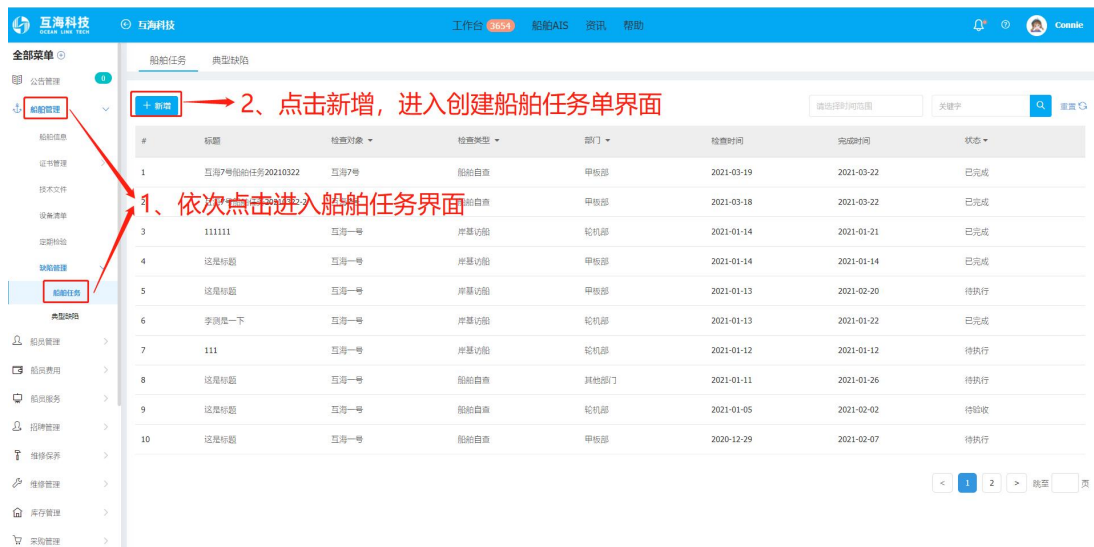 互海科技
OCEAN LINK TECH
互海科技
工作台 3654 船舶AIS 资讯 帮助
Connie
全部菜单
船舶任务 典型缺陷
公告管理 0
船舶管理
船舶信息
证书管理
技术文件
设备清单
定期检验
缺陷管理
船舶任务
典型缺陷
船员管理
船员费用
船员服务
招聘管理
维修保养
维修管理
库存管理
采购管理
+ 新增
2、点击新增，进入创建船舶任务单界面
请选择时间范围 关键字 重置
# 标题 检查对象 检查类型 部门 检查时间 完成时间 状态
1 互海7号船舶任务20210322 互海7号 船舶自查 甲板部 2021-03-19 2021-03-22 已完成
1、依次点击进入船舶任务界面
2 船舶自查 甲板部 2021-03-18 2021-03-22 已完成
3 111111 互海一号 岸基访船 轮机部 2021-01-14 2021-01-21 已完成
4 这是标题 互海一号 岸基访船 甲板部 2021-01-14 2021-01-14 已完成
5 这是标题 互海一号 岸基访船 甲板部 2021-01-13 2021-02-20 待执行
6 李测是一下 互海一号 岸基访船 轮机部 2021-01-13 2021-01-22 已完成
7 111 互海一号 岸基访船 轮机部 2021-01-12 2021-01-12 待执行
8 这是标题 互海一号 船舶自查 其他部门 2021-01-11 2021-01-26 待执行
9 这是标题 互海一号 船舶自查 轮机部 2021-01-05 2021-02-02 待验收
10 这是标题 互海一号 船舶自查 甲板部 2020-12-29 2021-02-07 待执行
< 1 2 > 跳至 页